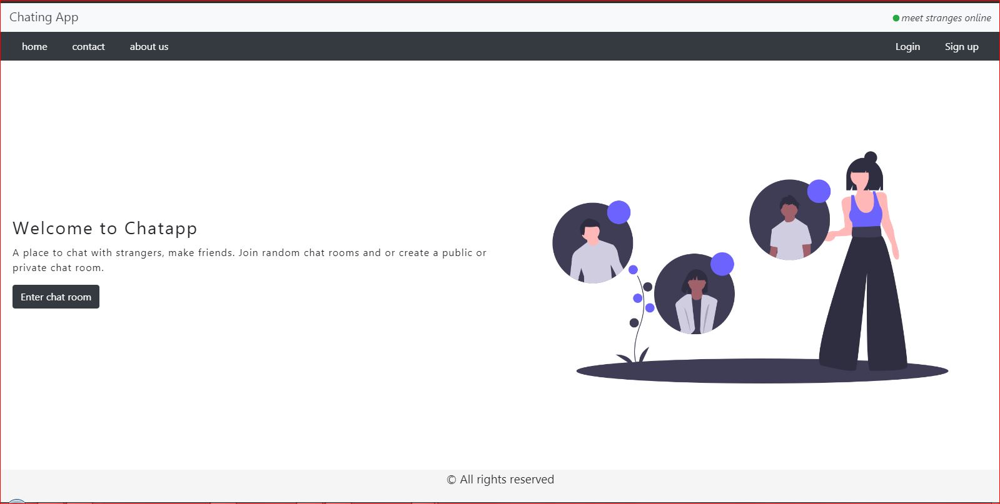 Chating App
meet stranges online
home contact about us Login Sign up
Welcome to Chatapp
A place to chat with strangers, make friends. Join random chat rooms and or create a public or
private chat room.
Enter chat room
© All rights reserved